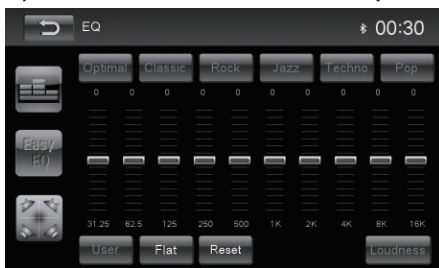 EQ 00:30
Optimal Classic Rock Jazz Techno Pop
0 0 0 0 0 0 0 0 0 0
Easy
EQ
31.25 62.5 125 250 500 1K 2K 4K 8K 16K
User Flat Reset Loudness